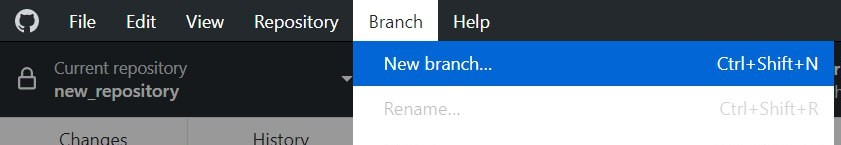 File Edit View Repository Branch Help
New branch... Ctrl+Shift+N
Current repository
new_repository
Rename... Ctrl+Shift+R
Changes History